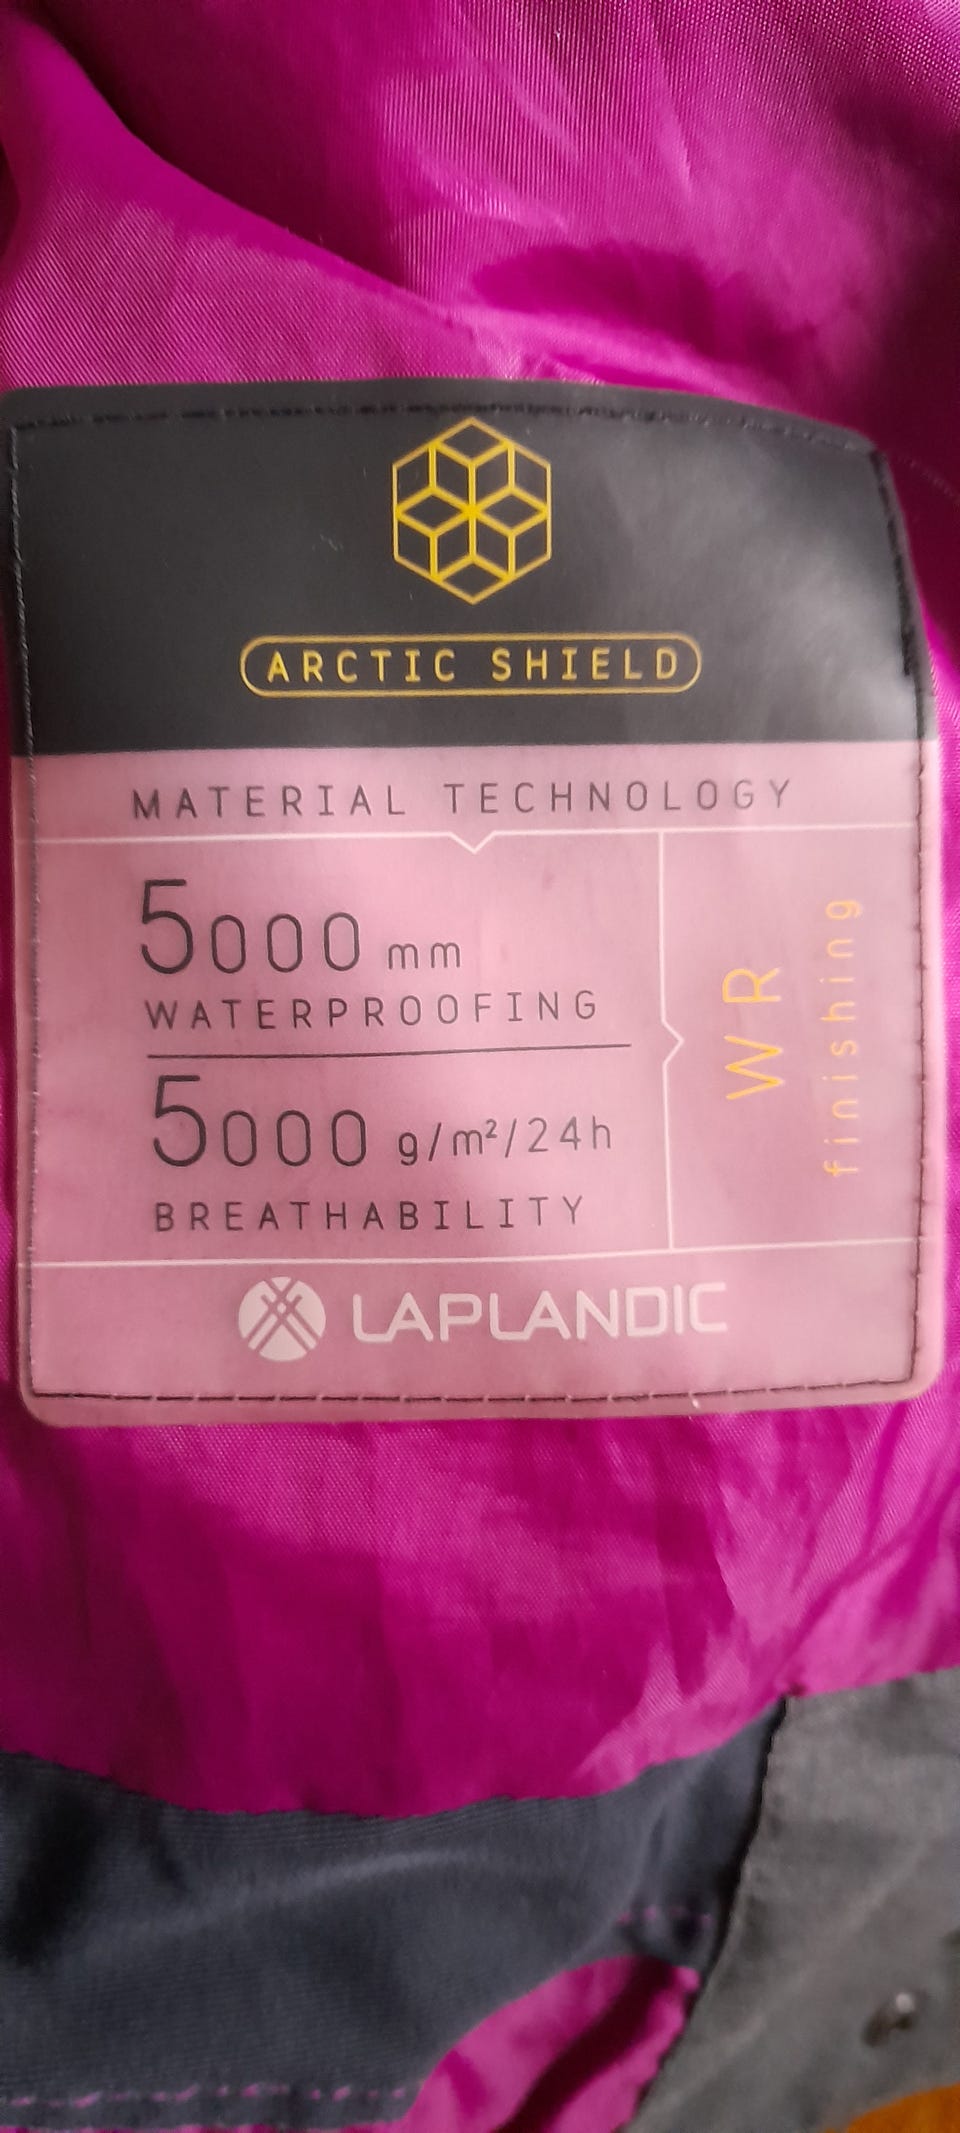 ARCTIC SHIELD
MATERIAL TECHNOLOGY
5000 mm
WATERPROOFING
5000 g/m²/24h
BREATHABILITY
WR
finishing
LAPLANDIC